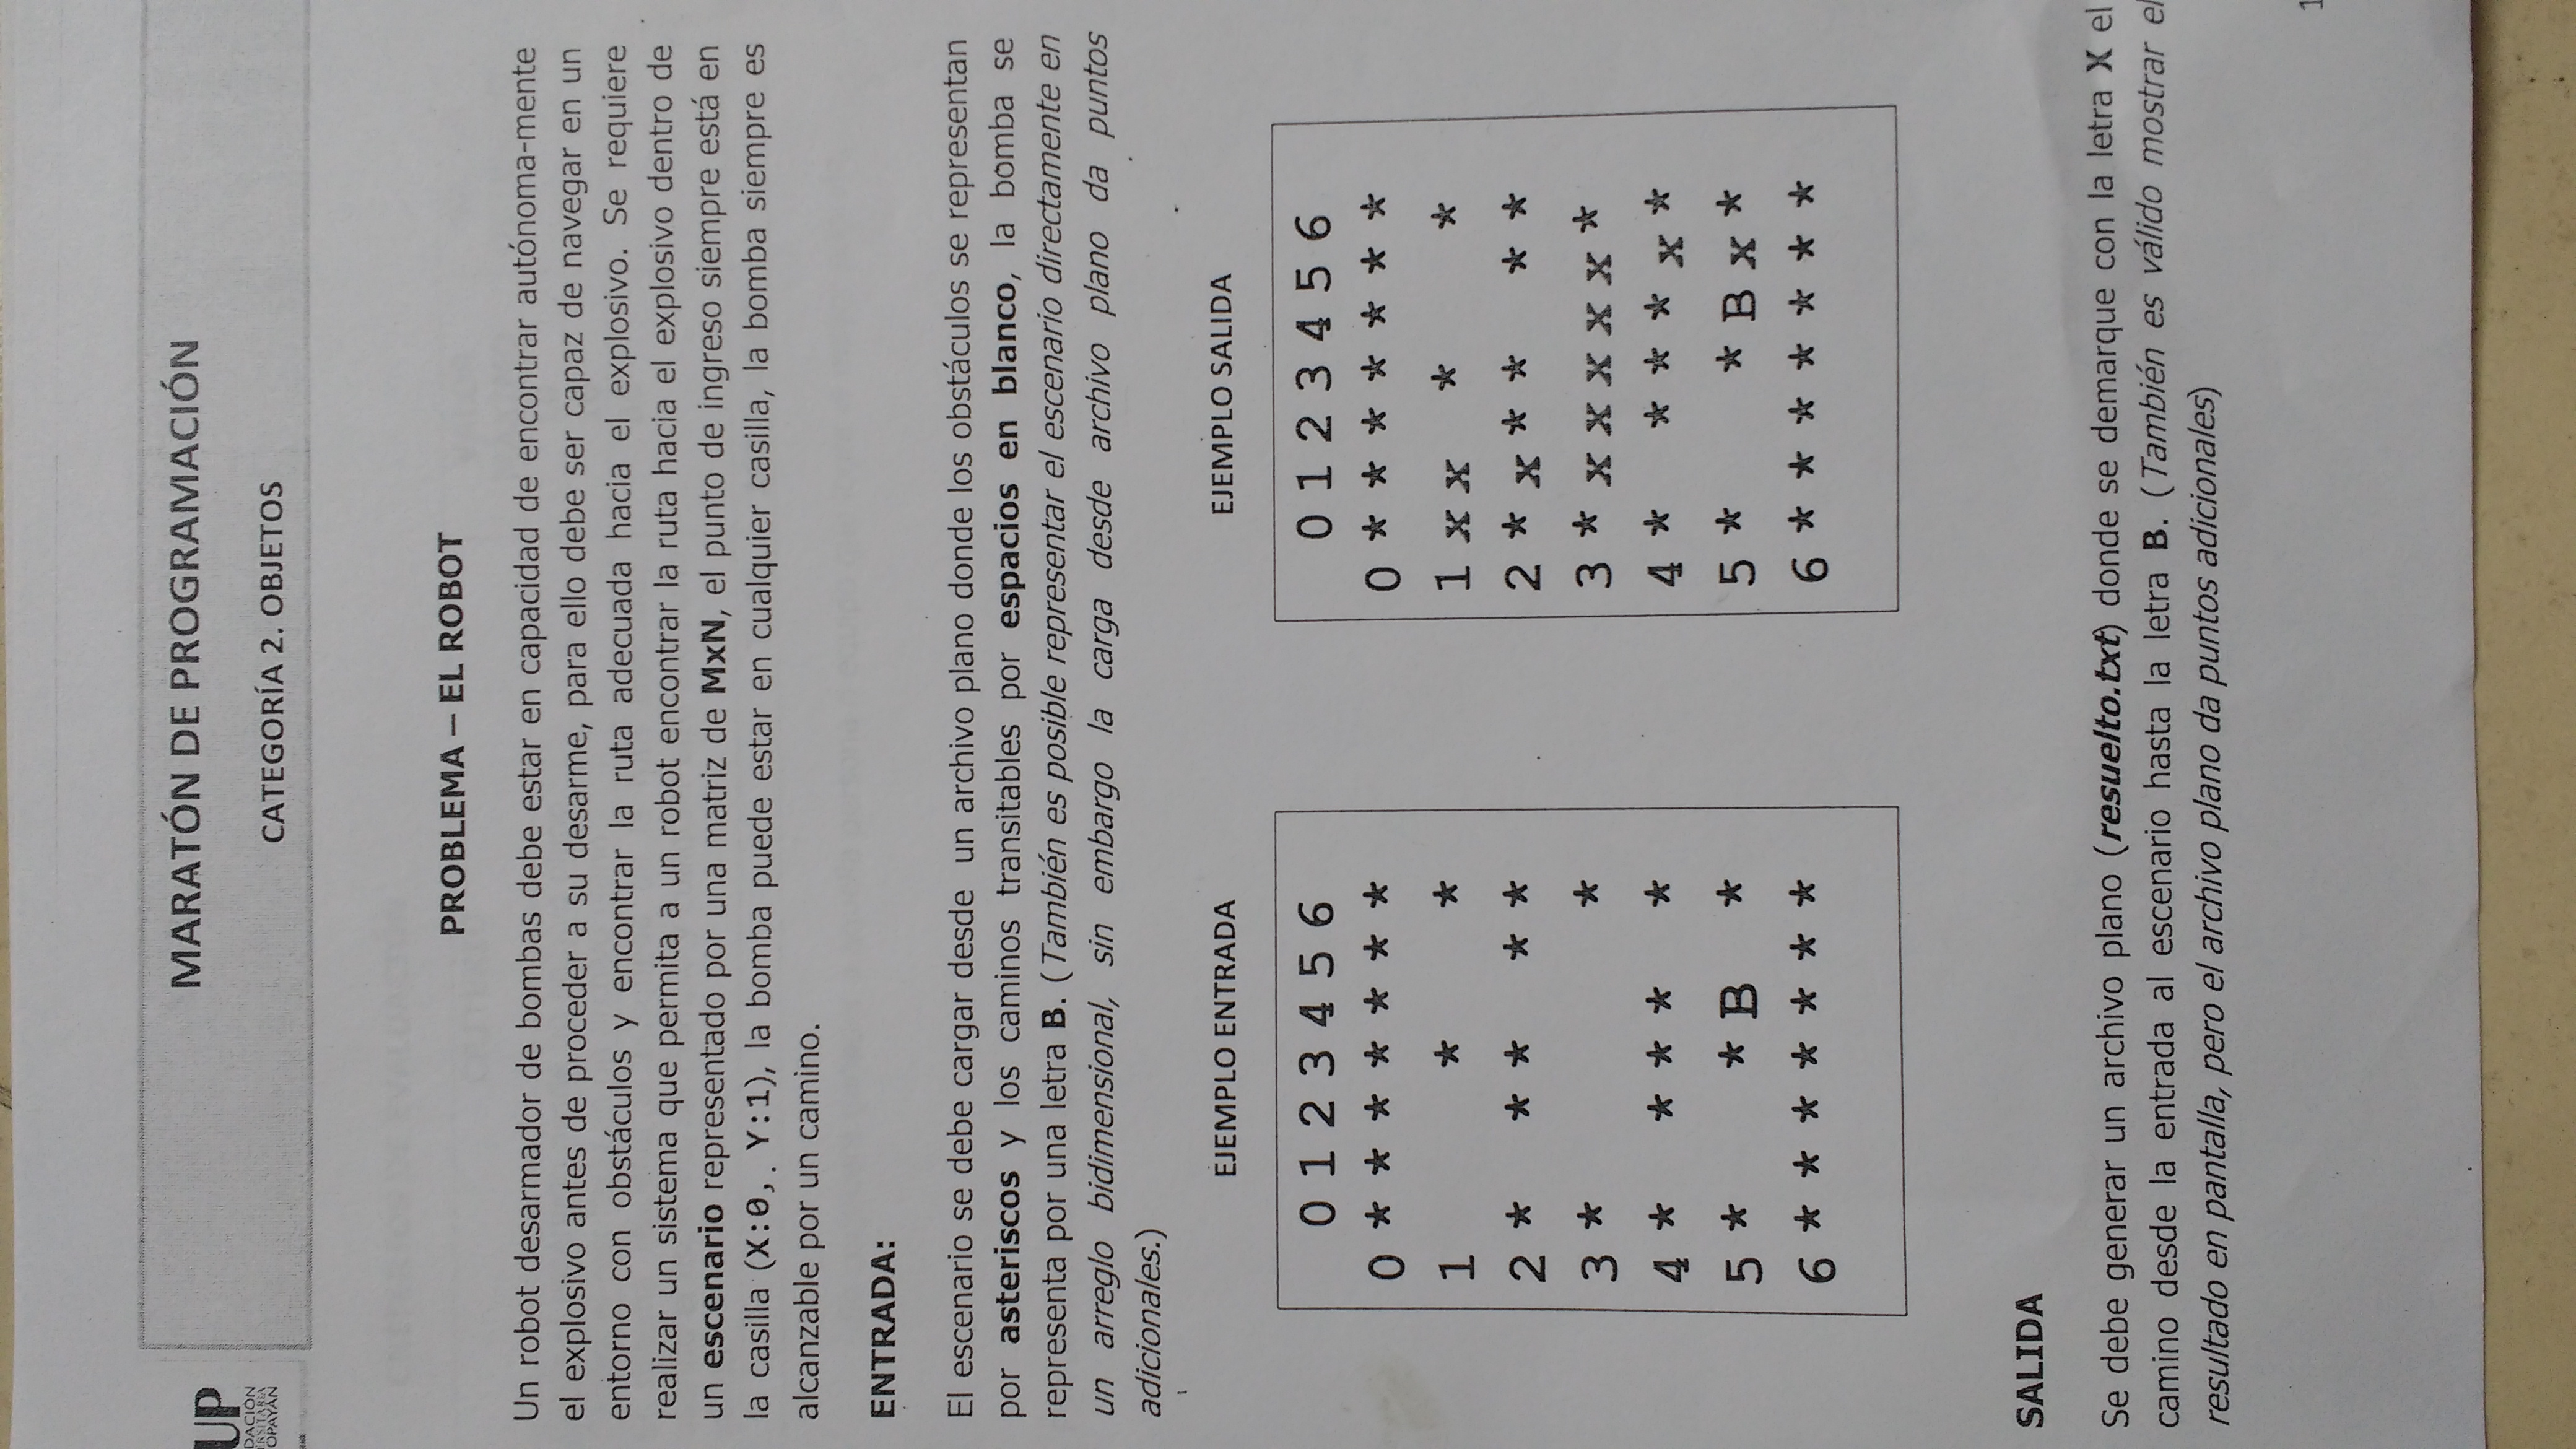 UP
DACIÓN
ERSITARIA
OPAYÁN
MARATÓN DE PROGRAMACIÓN
CATEGORÍA 2. OBJETOS
PROBLEMA – EL ROBOT
Un robot desarmador de bombas debe estar en capacidad de encontrar autónoma-mente
el explosivo antes de proceder a su desarme, para ello debe ser capaz de navegar en un
entorno con obstáculos y encontrar la ruta adecuada hacia el explosivo. Se requiere
realizar un sistema que permita a un robot encontrar la ruta hacia el explosivo dentro de
un escenario representado por una matriz de MxN, el punto de ingreso siempre está en
la casilla (X:0, Y:1), la bomba puede estar en cualquier casilla, la bomba siempre es
alcanzable por un camino.
ENTRADA:
El escenario se debe cargar desde un archivo plano donde los obstáculos se representan
por asteriscos y los caminos transitables por espacios en blanco, la bomba se
representa por una letra B. (También es posible representar el escenario directamente en
un arreglo bidimensional, sin embargo la carga desde archivo plano da puntos
adicionales.)
EJEMPLO ENTRADA
0 1 2 3 4 5 6
0 * * * * * * *
1       *     *
2 *   * *   * *
3 *           *
4 *   * * *   *
5 *     * B   *
6 * * * * * * *
EJEMPLO SALIDA
0 1 2 3 4 5 6
0 * * * * * * *
1 x x   *     *
2 * x * *   * *
3 * x x x x x *
4 *   * * * x *
5 *     * B x *
6 * * * * * * *
SALIDA
Se debe generar un archivo plano (resuelto.txt) donde se demarque con la letra X el
camino desde la entrada al escenario hasta la letra B. (También es válido mostrar el
resultado en pantalla, pero el archivo plano da puntos adicionales)
1